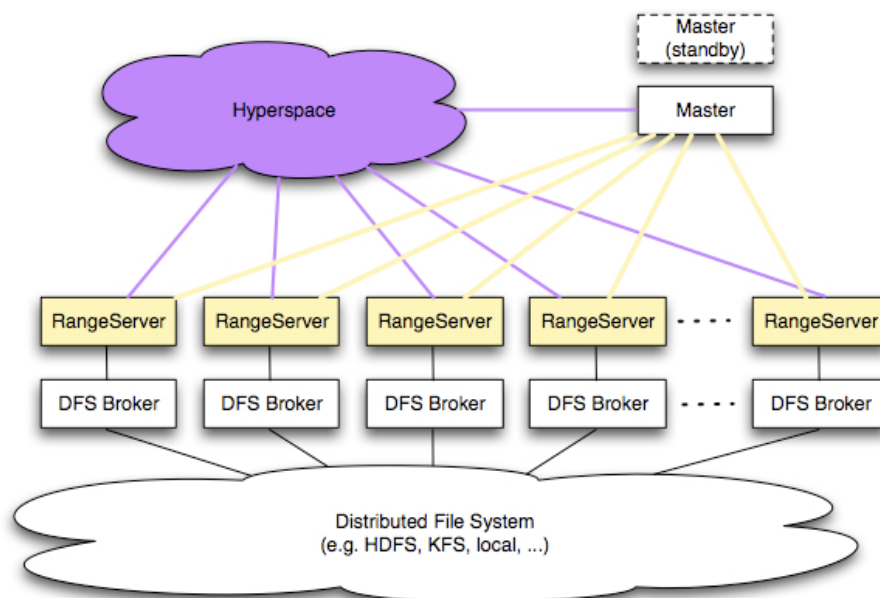 Master
(standby)
Hyperspace
Master
RangeServer
RangeServer
RangeServer
RangeServer
RangeServer
DFS Broker
DFS Broker
DFS Broker
DFS Broker
DFS Broker
Distributed File System
(e.g. HDFS, KFS, local, ...)